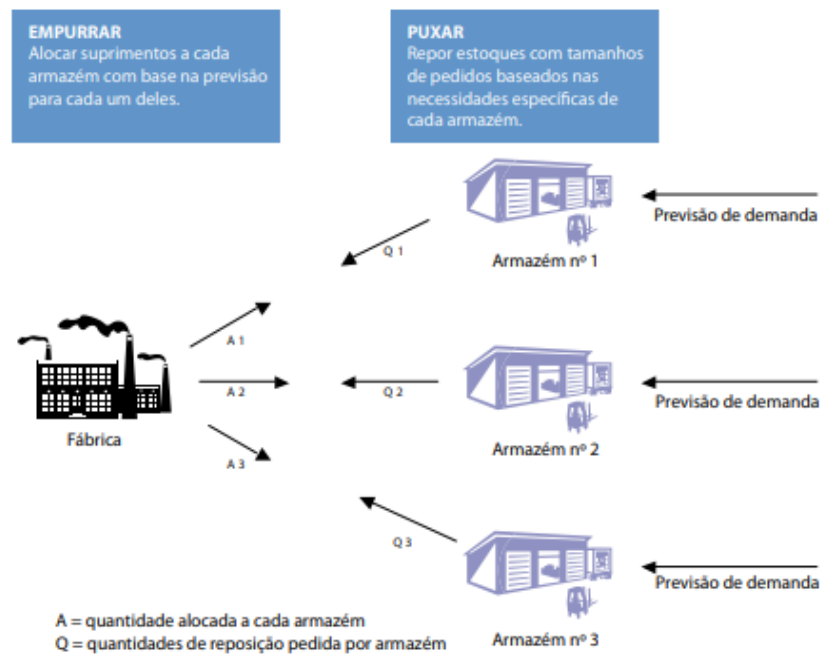 EMPURRAR
Alocar suprimentos a cada
armazém com base na previsão
para cada um deles.
PUXAR
Repor estoques com tamanhos
de pedidos baseados nas
necessidades específicas de
cada armazém.
Previsão de demanda
Q 1
Armazém nº 1
A 1
A 2
Q 2
Previsão de demanda
Fábrica
Armazém nº 2
A 3
Q 3
Previsão de demanda
A = quantidade alocada a cada armazém
Q = quantidades de reposição pedida por armazém
Armazém nº 3